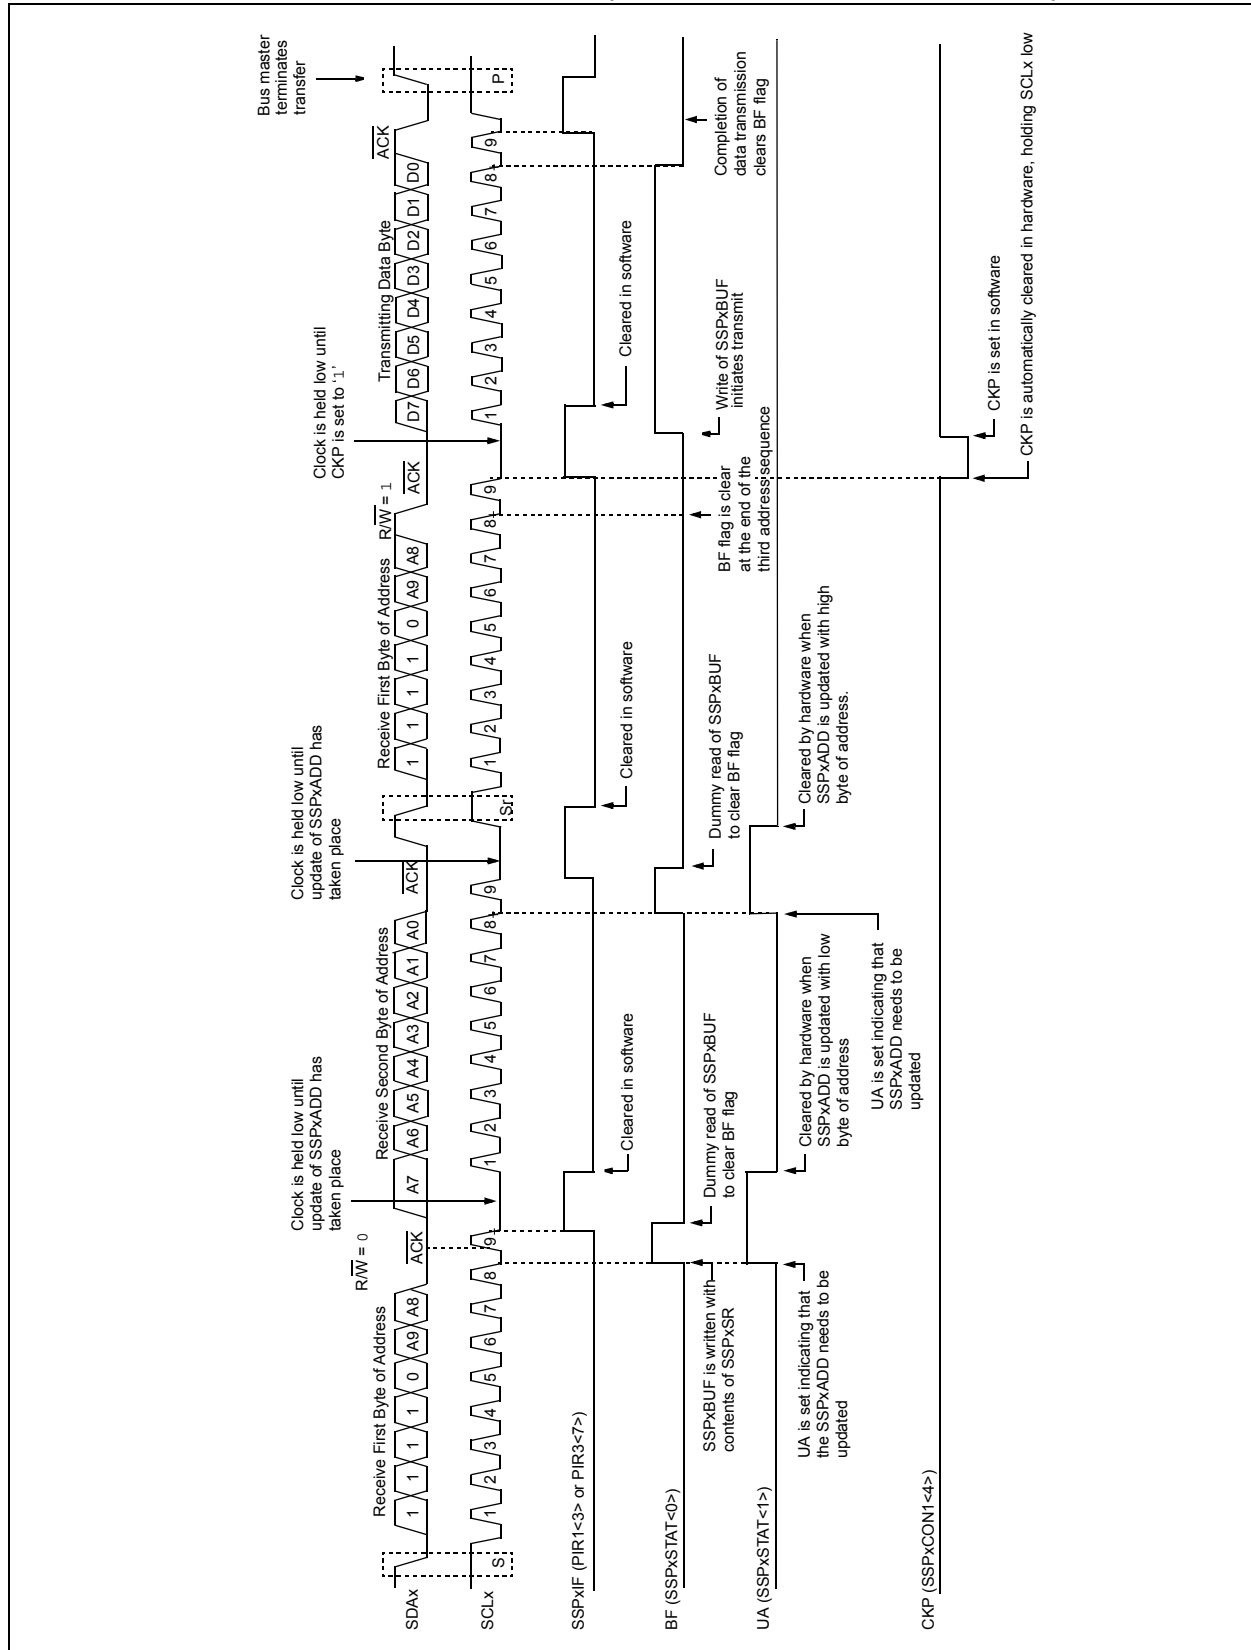 Bus master
terminates
transfer
Clock is held low until
update of SSPxADD has
taken place
Clock is held low until
update of SSPxADD has
taken place
Clock is held low until
CKP is set to ‘1’
R/W = 0
R/W = 1
Receive First Byte of Address
ACK
Receive Second Byte of Address
ACK
Receive First Byte of Address
ACK
Transmitting Data Byte
ACK
SDAx
1 1 1 1 0 A9 A8 A7 A6 A5 A4 A3 A2 A1 A0 1 1 1 1 0 A9 A8 D7 D6 D5 D4 D3 D2 D1 D0
SCLx
S 1 2 3 4 5 6 7 8 9 1 2 3 4 5 6 7 8 9 Sr 1 2 3 4 5 6 7 8 9 1 2 3 4 5 6 7 8 9 P
SSPxIF (PIR1<3> or PIR3<7>)
Cleared in software
Cleared in software
Cleared in software
BF (SSPxSTAT<0>)
SSPxBUF is written with
contents of SSPxSR
Dummy read of SSPxBUF
to clear BF flag
Dummy read of SSPxBUF
to clear BF flag
BF flag is clear
at the end of the
third address sequence
Write of SSPxBUF
initiates transmit
Completion of
data transmission
clears BF flag
UA (SSPxSTAT<1>)
UA is set indicating that
the SSPxADD needs to be
updated
Cleared by hardware when
SSPxADD is updated with low
byte of address
UA is set indicating that
SSPxADD needs to be
updated
Cleared by hardware when
SSPxADD is updated with high
byte of address.
CKP (SSPxCON1<4>)
CKP is set in software
CKP is automatically cleared in hardware, holding SCLx low